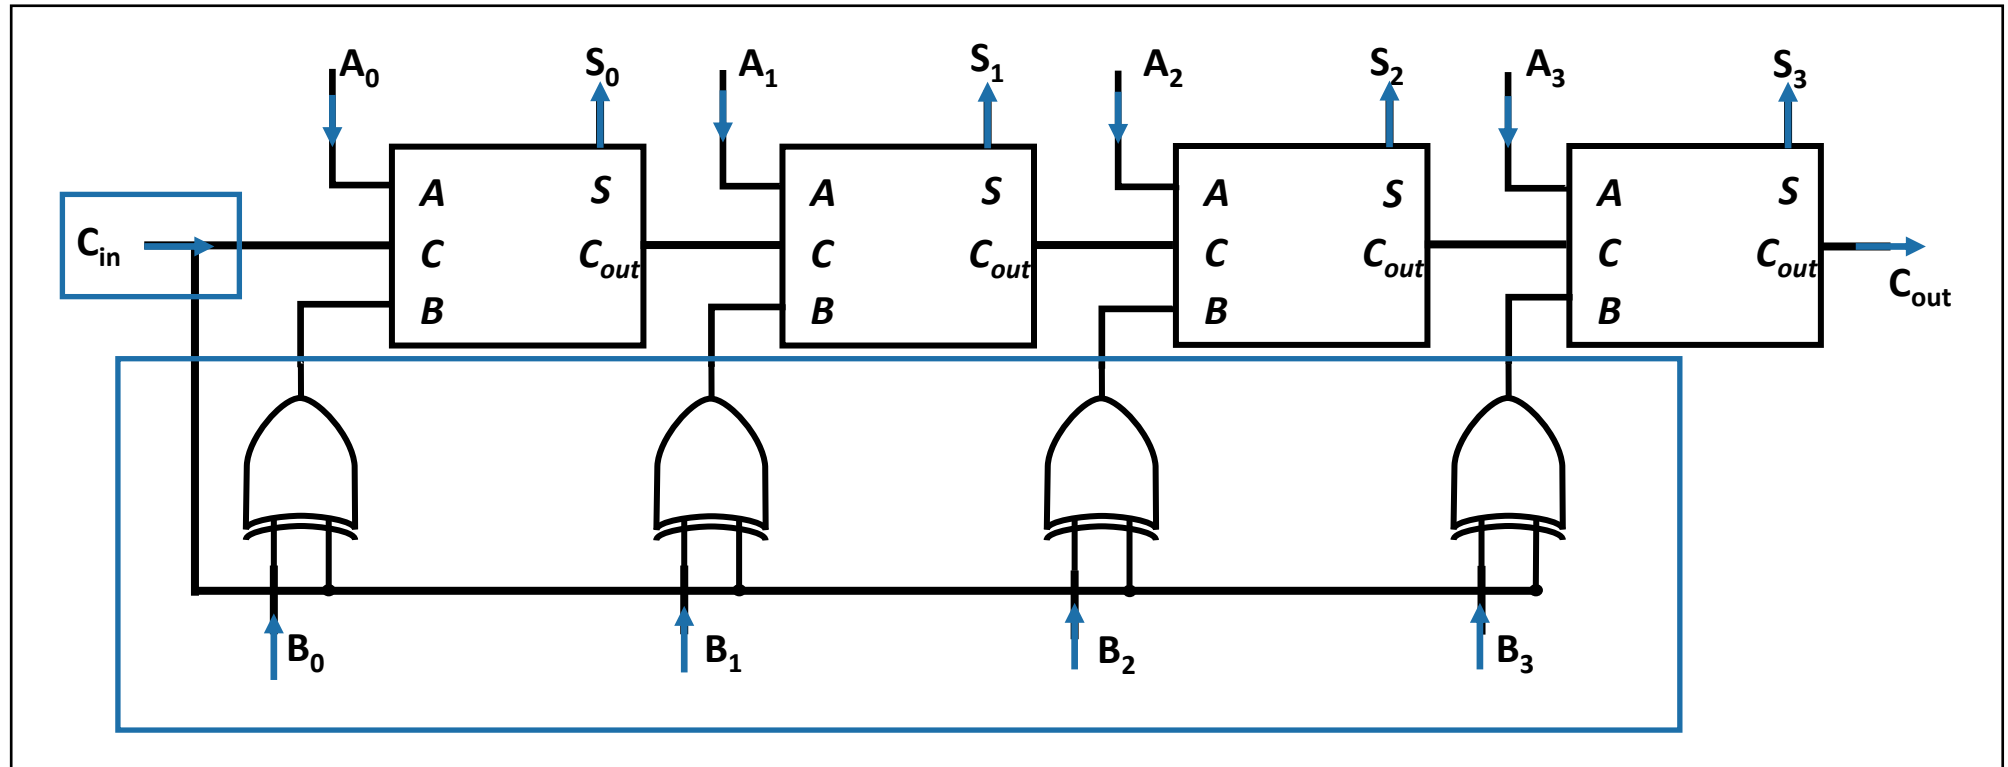 A0 S0 A1 S1 A2 S2 A3 S3
A S A S A S A S
Cin C Cout C Cout C Cout C Cout Cout
B B B B
B0 B1 B2 B3